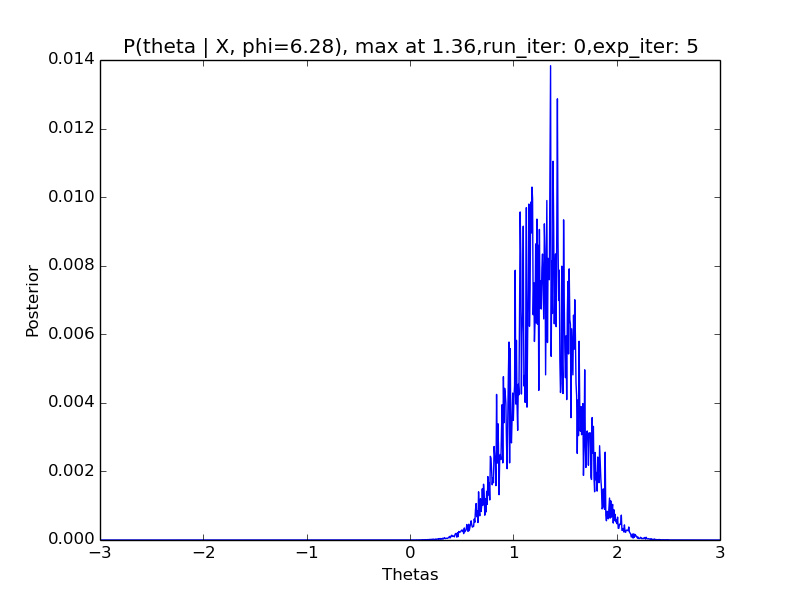 P(theta | X, phi=6.28), max at 1.36,run_iter: 0,exp_iter: 5
0.014
0.012
0.010
0.008
0.006
0.004
0.002
0.000
Posterior
−3 −2 −1 0 1 2 3
Thetas